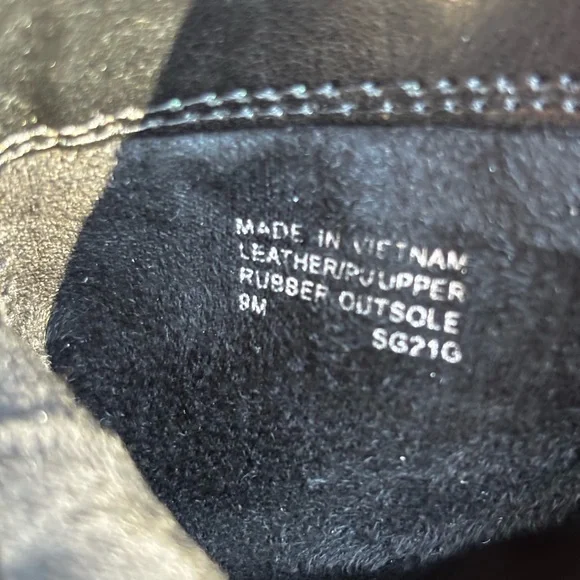 MADE IN VIETNAM
LEATHER/PU UPPER
RUBBER OUTSOLE
9M
SG21G